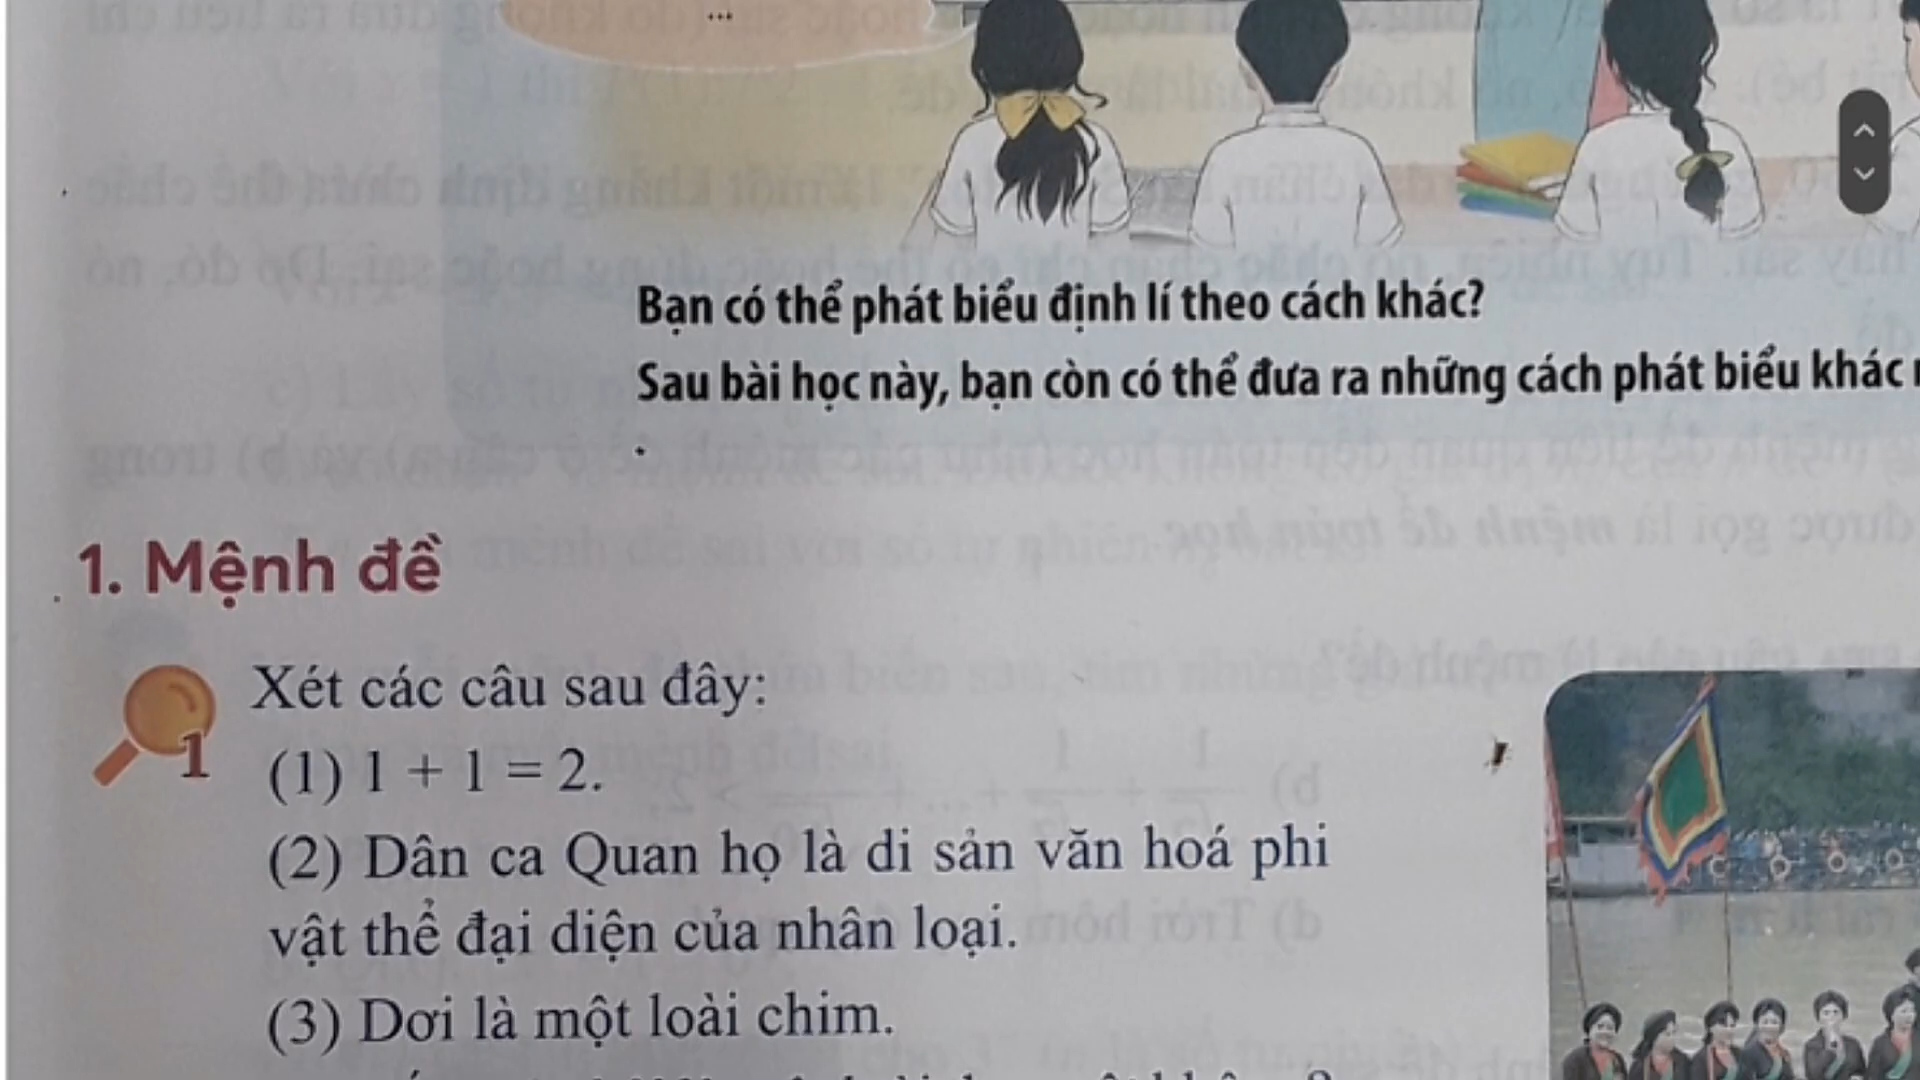 ...
Bạn có thể phát biểu định lí theo cách khác?
Sau bài học này, bạn còn có thể đưa ra những cách phát biểu khác
1. Mệnh đề
1
Xét các câu sau đây:
(1) 1 + 1 = 2.
(2) Dân ca Quan họ là di sản văn hoá phi
vật thể đại diện của nhân loại.
(3) Dơi là một loài chim.